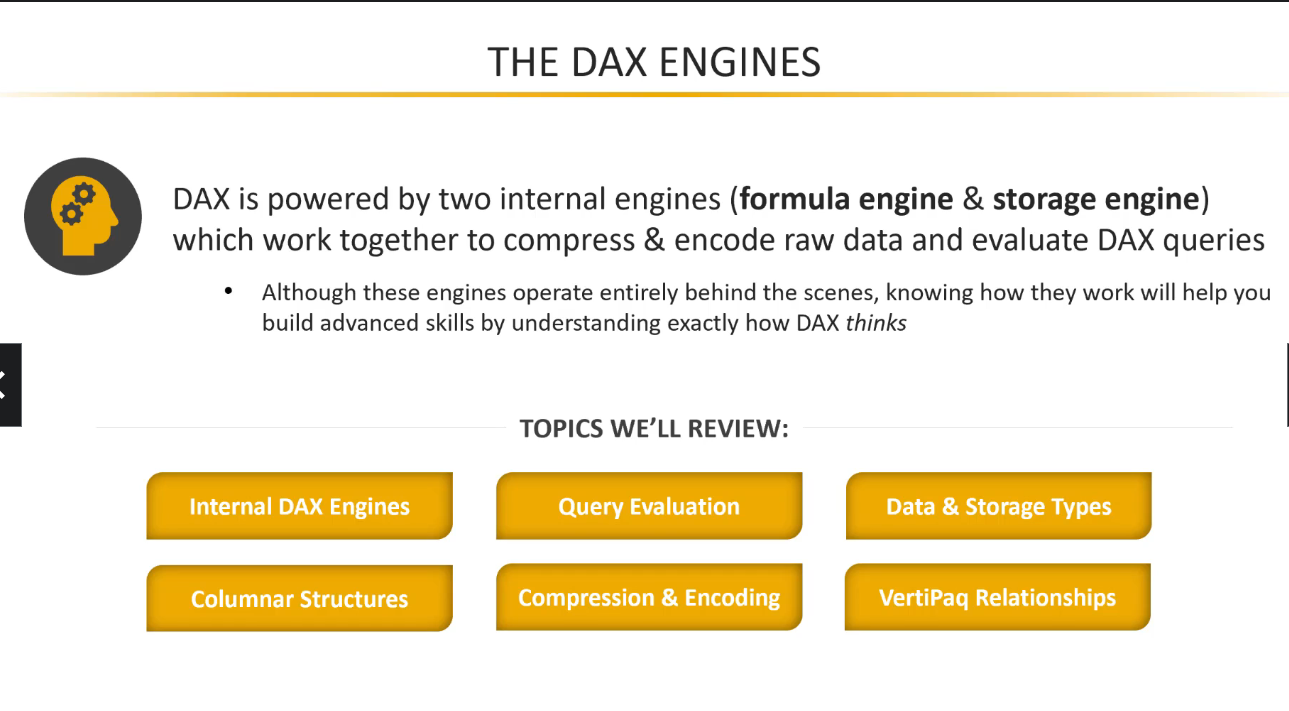 THE DAX ENGINES
DAX is powered by two internal engines (formula engine & storage engine)
which work together to compress & encode raw data and evaluate DAX queries
• Although these engines operate entirely behind the scenes, knowing how they work will help you
build advanced skills by understanding exactly how DAX thinks
TOPICS WE’LL REVIEW:
Internal DAX Engines
Query Evaluation
Data & Storage Types
Columnar Structures
Compression & Encoding
VertiPaq Relationships